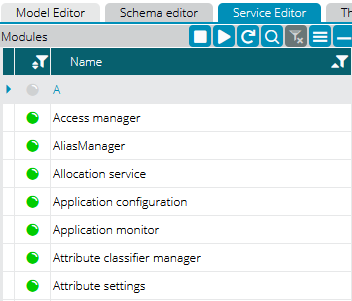 Model Editor Schema editor Service Editor Th
Modules
Name
A
Access manager
AliasManager
Allocation service
Application configuration
Application monitor
Attribute classifier manager
Attribute settings